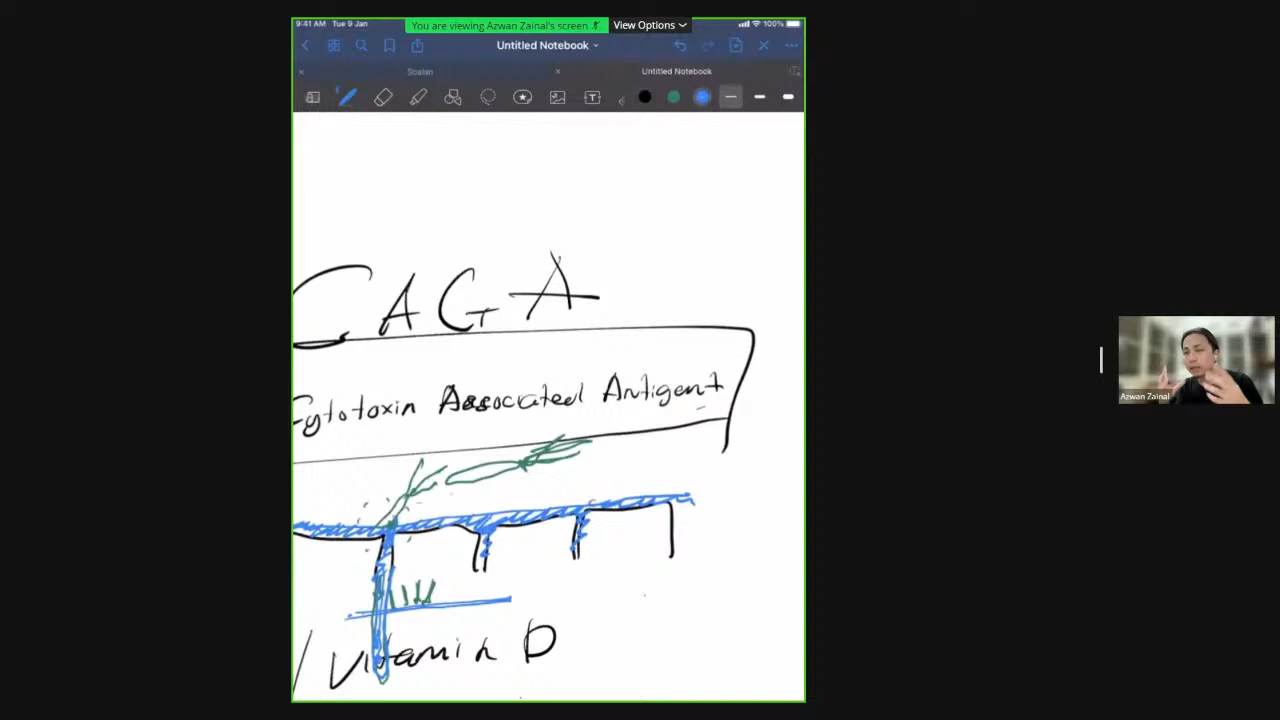 9:41 AM Tue 9 Jan
You are viewing Azwan Zainal's screen
View Options
100%
Untitled Notebook
Scalen
Untitled Notebook
CAGA
Cytotoxin Associated Antigent
Vitamin D
Azwan Zainal